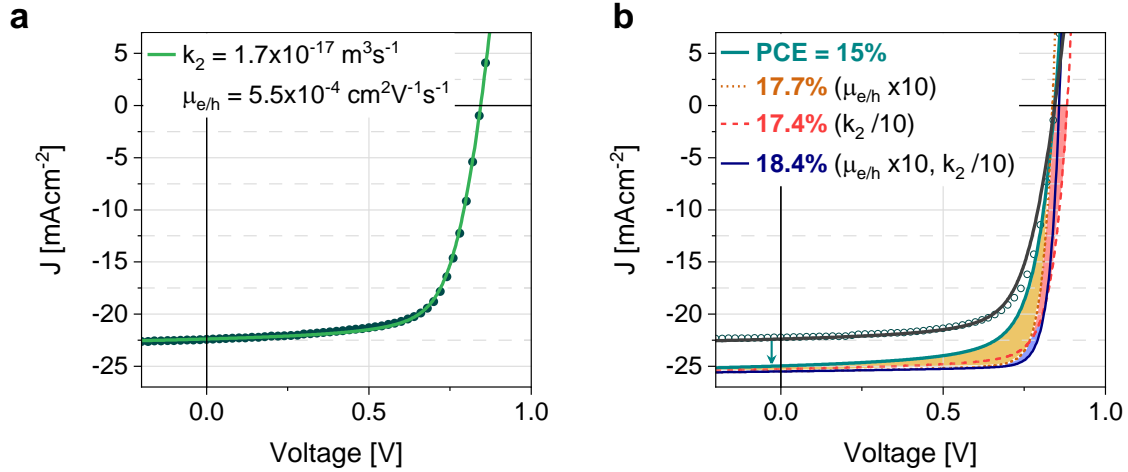 a
k₂ = 1.7x10⁻¹⁷ m³s⁻¹
μₑ/ₕ = 5.5x10⁻⁴ cm²V⁻¹s⁻¹
5
0
-5
-10
-15
-20
-25
J [mAcm⁻²]
0.0
0.5
1.0
Voltage [V]
b
PCE = 15%
17.7% (μₑ/ₕ x10)
17.4% (k₂ /10)
18.4% (μₑ/ₕ x10, k₂ /10)
5
0
-5
-10
-15
-20
-25
J [mAcm⁻²]
0.0
0.5
1.0
Voltage [V]